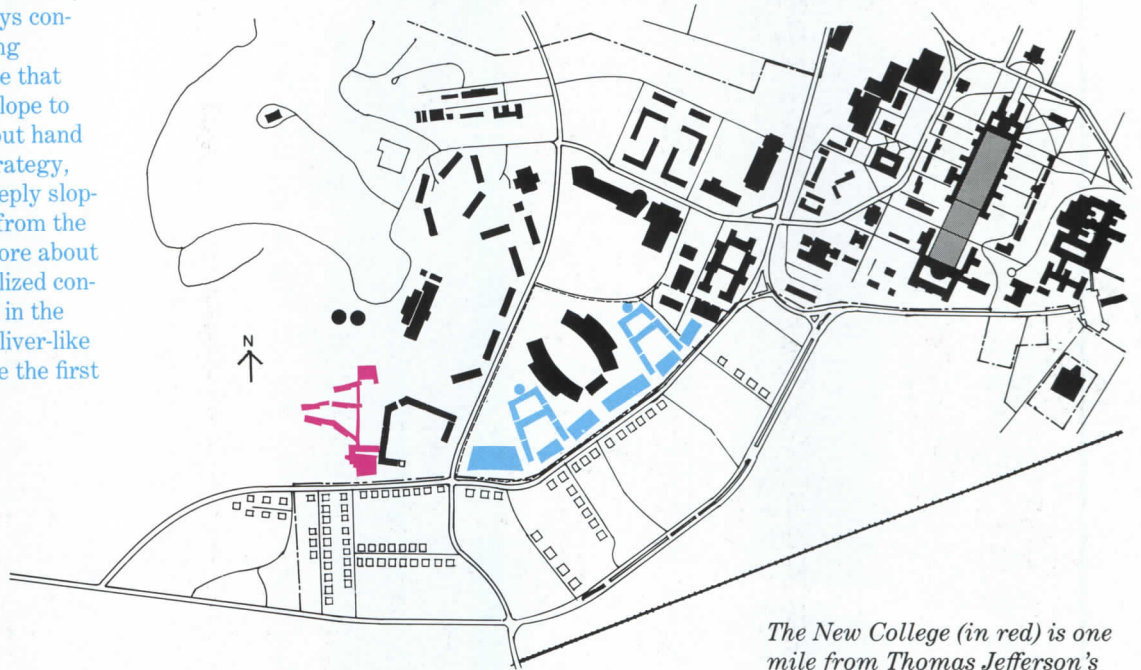 ys con-
ng
e that
lope to
out hand
rategy,
eply slop-
from the
ore about
lized con-
in the
liver-like
e the first
N
The New College (in red) is one
mile from Thomas Jefferson's